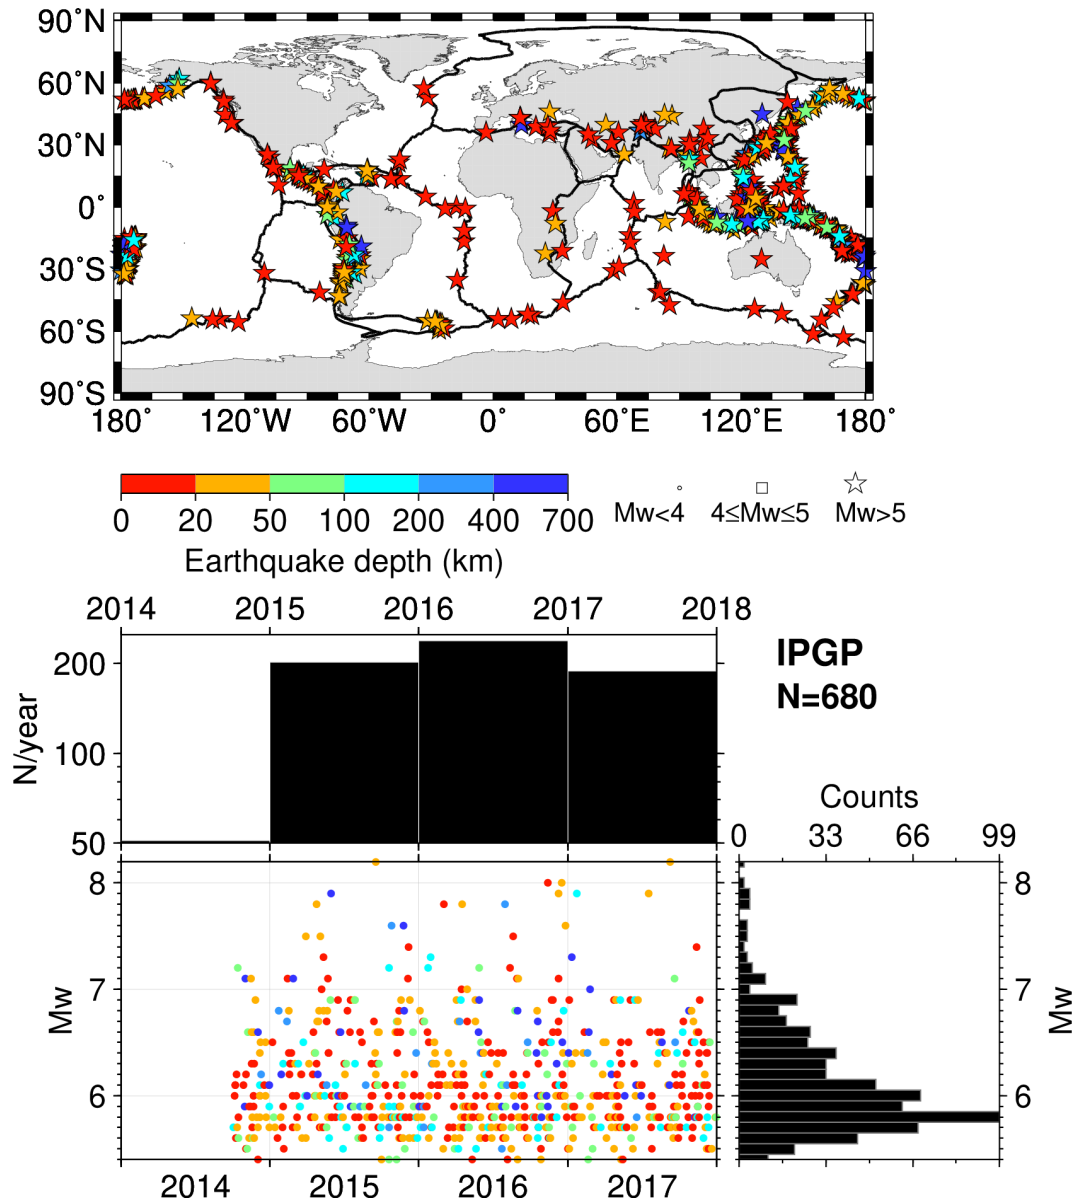 90˚N
60˚N
30˚N
0˚
30˚S
60˚S
90˚S
180˚ 120˚W 60˚W 0˚ 60˚E 120˚E 180˚
0 20 50 100 200 400 700
Earthquake depth (km)
Mw<4 4≤Mw≤5 Mw>5
2014 2015 2016 2017 2018
IPGP
N=680
200
100
50
N/year
Counts
0 33 66 99
8
7
6
Mw
8
7
6
Mw
2014 2015 2016 2017